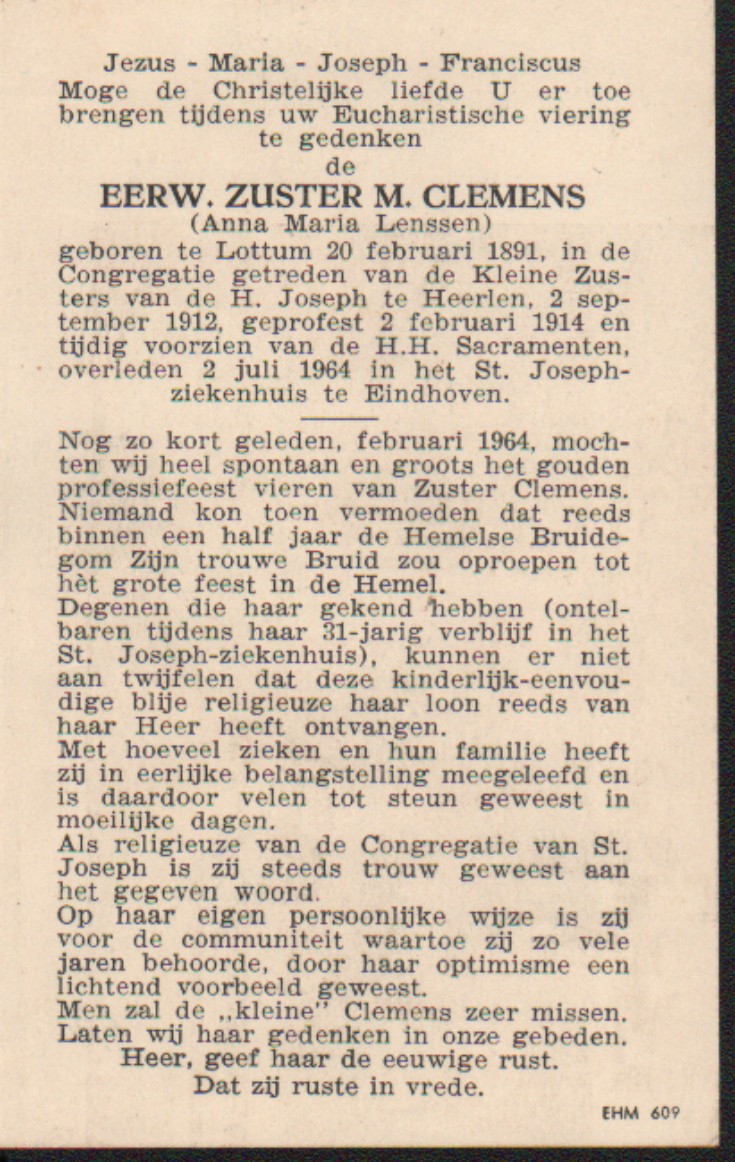 Jezus - Maria - Joseph - Franciscus
Moge de Christelijke liefde U er toe
brengen tijdens uw Eucharistische viering
te gedenken
de
EERW. ZUSTER M. CLEMENS
(Anna Maria Lenssen)
geboren te Lottum 20 februari 1891, in de
Congregatie getreden van de Kleine Zus-
ters van de H. Joseph te Heerlen, 2 sep-
tember 1912, geprofest 2 februari 1914 en
tijdig voorzien van de H.H. Sacramenten,
overleden 2 juli 1964 in het St. Joseph-
ziekenhuis te Eindhoven.
Nog zo kort geleden, februari 1964, moch-
ten wij heel spontaan en groots het gouden
professiefeest vieren van Zuster Clemens.
Niemand kon toen vermoeden dat reeds
binnen een half jaar de Hemelse Bruide-
gom Zijn trouwe Bruid zou oproepen tot
hèt grote feest in de Hemel.
Degenen die haar gekend hebben (ontel-
baren tijdens haar 31-jarig verblijf in het
St. Joseph-ziekenhuis), kunnen er niet
aan twijfelen dat deze kinderlijk-eenvou-
dige blije religieuze haar loon reeds van
haar Heer heeft ontvangen.
Met hoeveel zieken en hun familie heeft
zij in eerlijke belangstelling meegeleefd en
is daardoor velen tot steun geweest in
moeilijke dagen.
Als religieuze van de Congregatie van St.
Joseph is zij steeds trouw geweest aan
het gegeven woord.
Op haar eigen persoonlijke wijze is zij
voor de communiteit waartoe zij zo vele
jaren behoorde, door haar optimisme een
lichtend voorbeeld geweest.
Men zal de „kleine” Clemens zeer missen.
Laten wij haar gedenken in onze gebeden.
Heer, geef haar de eeuwige rust.
Dat zij ruste in vrede.
EHM 609